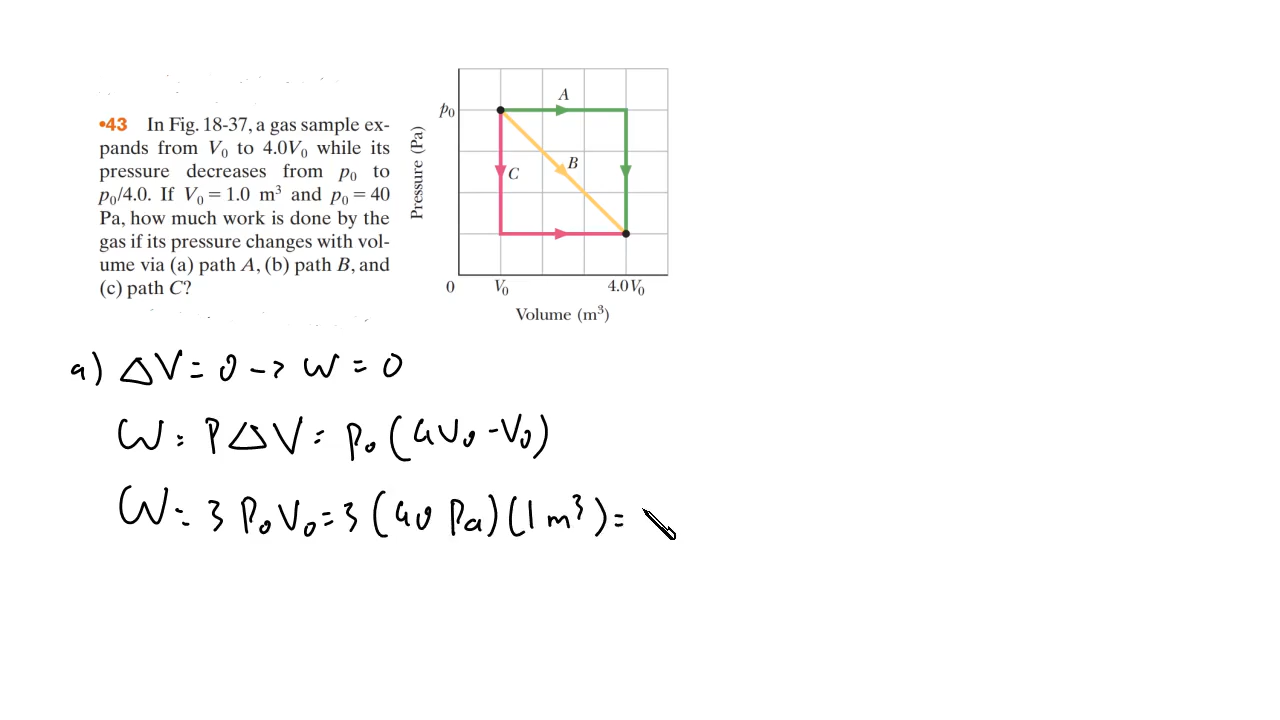 •43 In Fig. 18-37, a gas sample ex-
pands from V₀ to 4.0V₀ while its
pressure decreases from p₀ to
p₀/4.0. If V₀ = 1.0 m³ and p₀ = 40
Pa, how much work is done by the
gas if its pressure changes with vol-
ume via (a) path A, (b) path B, and
(c) path C?
Pressure (Pa)
p₀
A
B
C
0 V₀ 4.0V₀
Volume (m³)
a) ΔV = 0 -> W = 0
W = PΔV = P₀ (4V₀ - V₀)
W = 3 P₀V₀ = 3 (40 Pa) (1 m³) =